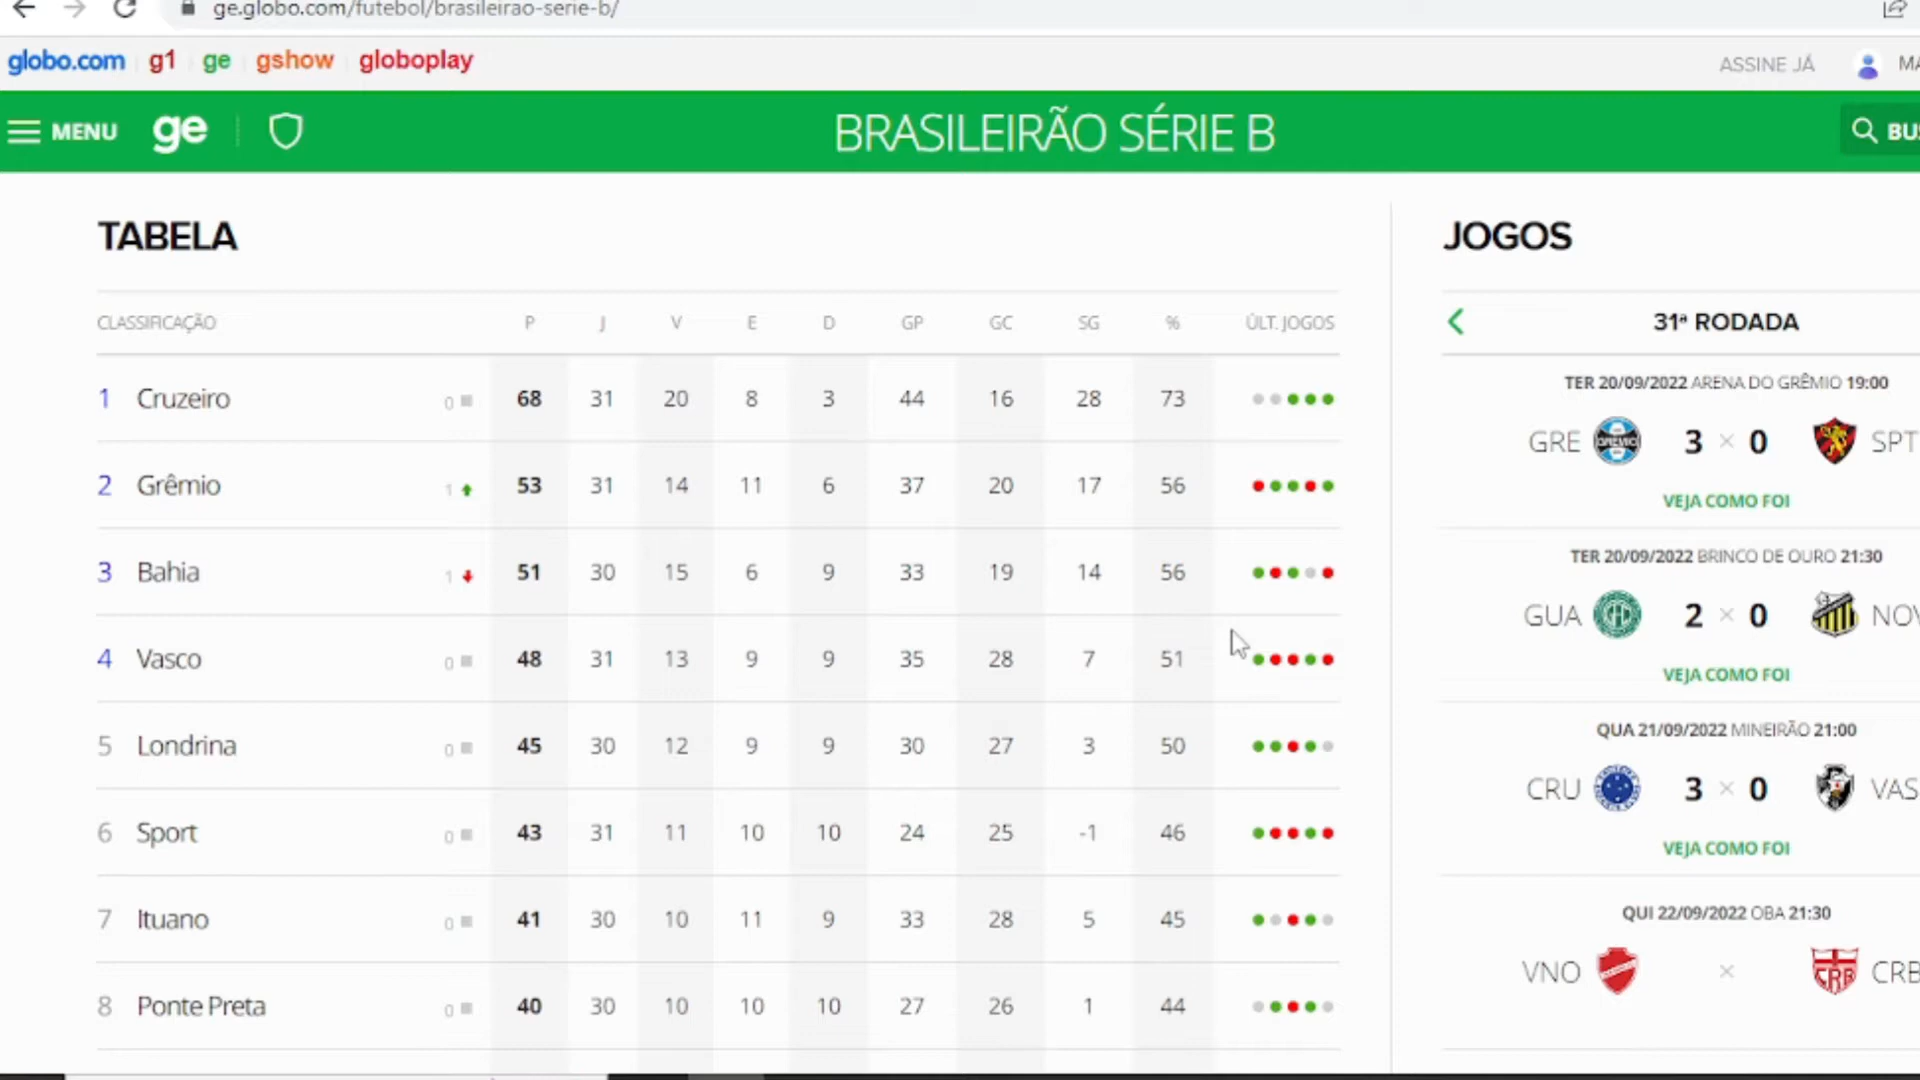 ge.globo.com/futebol/brasileirao-serie-b/
globo.com g1 ge gshow globoplay ASSINE JÁ MA
MENU ge BRASILEIRÃO SÉRIE B BUS
TABELA
CLASSIFICAÇÃO P J V E D GP GC SG % ÚLT. JOGOS
1 Cruzeiro 0 68 31 20 8 3 44 16 28 73
2 Grêmio 1 53 31 14 11 6 37 20 17 56
3 Bahia 1 51 30 15 6 9 33 19 14 56
4 Vasco 0 48 31 13 9 9 35 28 7 51
5 Londrina 0 45 30 12 9 9 30 27 3 50
6 Sport 0 43 31 11 10 10 24 25 -1 46
7 Ituano 0 41 30 10 11 9 33 28 5 45
8 Ponte Preta 0 40 30 10 10 10 27 26 1 44
JOGOS
31ª RODADA
TER 20/09/2022 ARENA DO GRÊMIO 19:00
GRE GRÊMIO 3 × 0 SPT
VEJA COMO FOI
TER 20/09/2022 BRINCO DE OURO 21:30
GUA 2 × 0 NOV
VEJA COMO FOI
QUA 21/09/2022 MINEIRÃO 21:00
CRU 3 × 0 VAS
VEJA COMO FOI
QUI 22/09/2022 OBA 21:30
VNO × CRB CRB